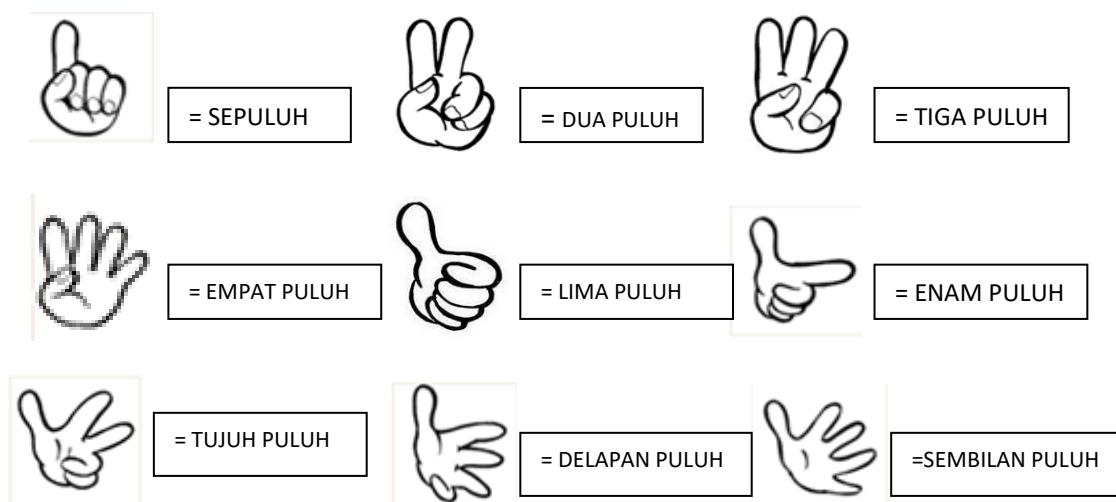 = SEPULUH
= DUA PULUH
= TIGA PULUH
= EMPAT PULUH
= LIMA PULUH
= ENAM PULUH
= TUJUH PULUH
= DELAPAN PULUH
=SEMBILAN PULUH